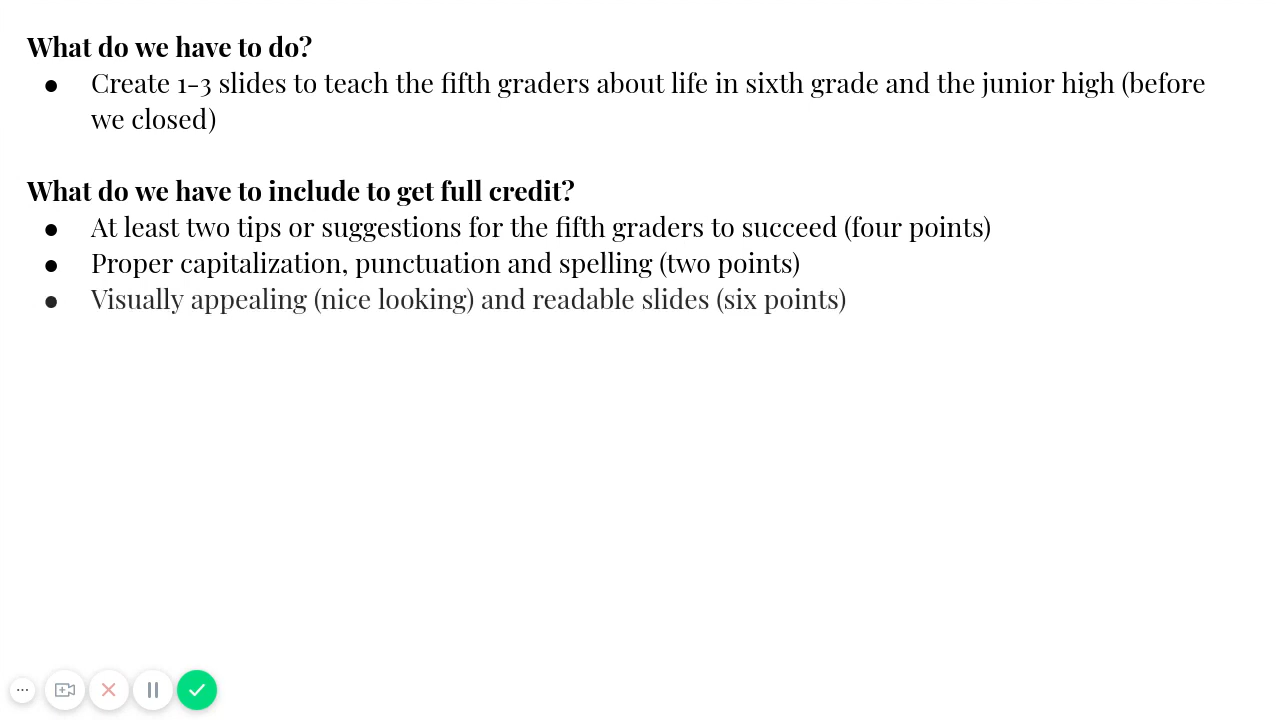 What do we have to do?
● Create 1-3 slides to teach the fifth graders about life in sixth grade and the junior high (before
we closed)
What do we have to include to get full credit?
● At least two tips or suggestions for the fifth graders to succeed (four points)
● Proper capitalization, punctuation and spelling (two points)
● Visually appealing (nice looking) and readable slides (six points)